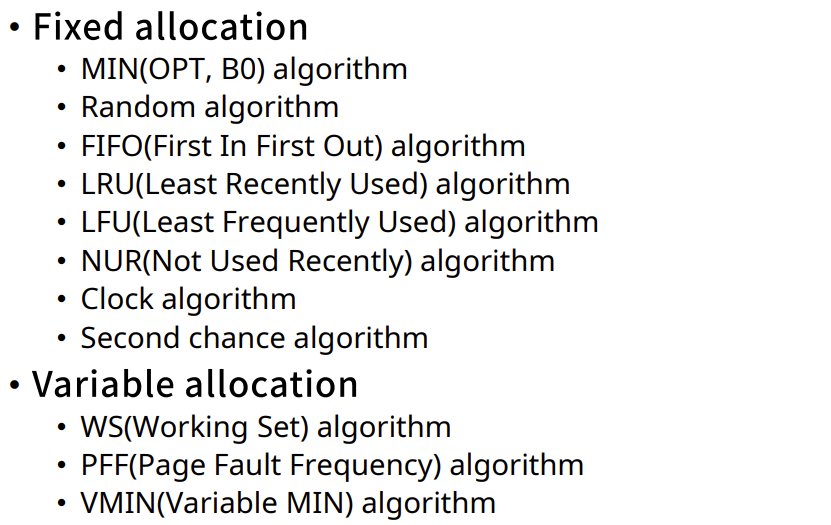 • Fixed allocation
• MIN(OPT, B0) algorithm
• Random algorithm
• FIFO(First In First Out) algorithm
• LRU(Least Recently Used) algorithm
• LFU(Least Frequently Used) algorithm
• NUR(Not Used Recently) algorithm
• Clock algorithm
• Second chance algorithm
• Variable allocation
• WS(Working Set) algorithm
• PFF(Page Fault Frequency) algorithm
• VMIN(Variable MIN) algorithm